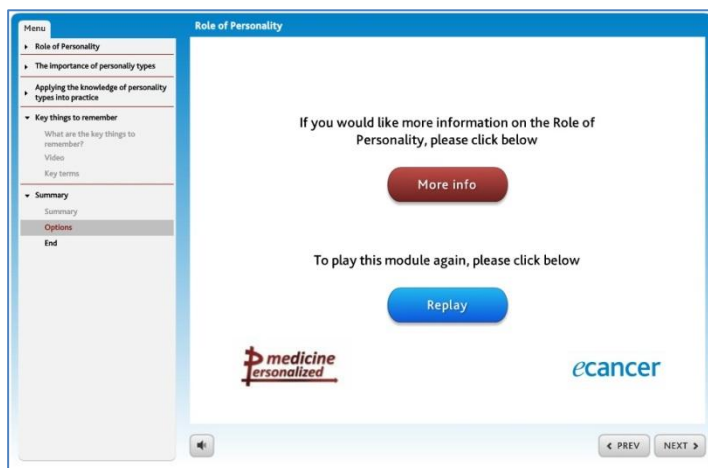 Menu
Role of Personality
Role of Personality
The importance of personally types
Applying the knowledge of personality
types into practice
Key things to remember
What are the key things to
remember?
Video
Key terms
Summary
Summary
Options
End
If you would like more information on the Role of
Personality, please click below
More info
To play this module again, please click below
Replay
medicine
Personalized
ecancer
PREV
NEXT